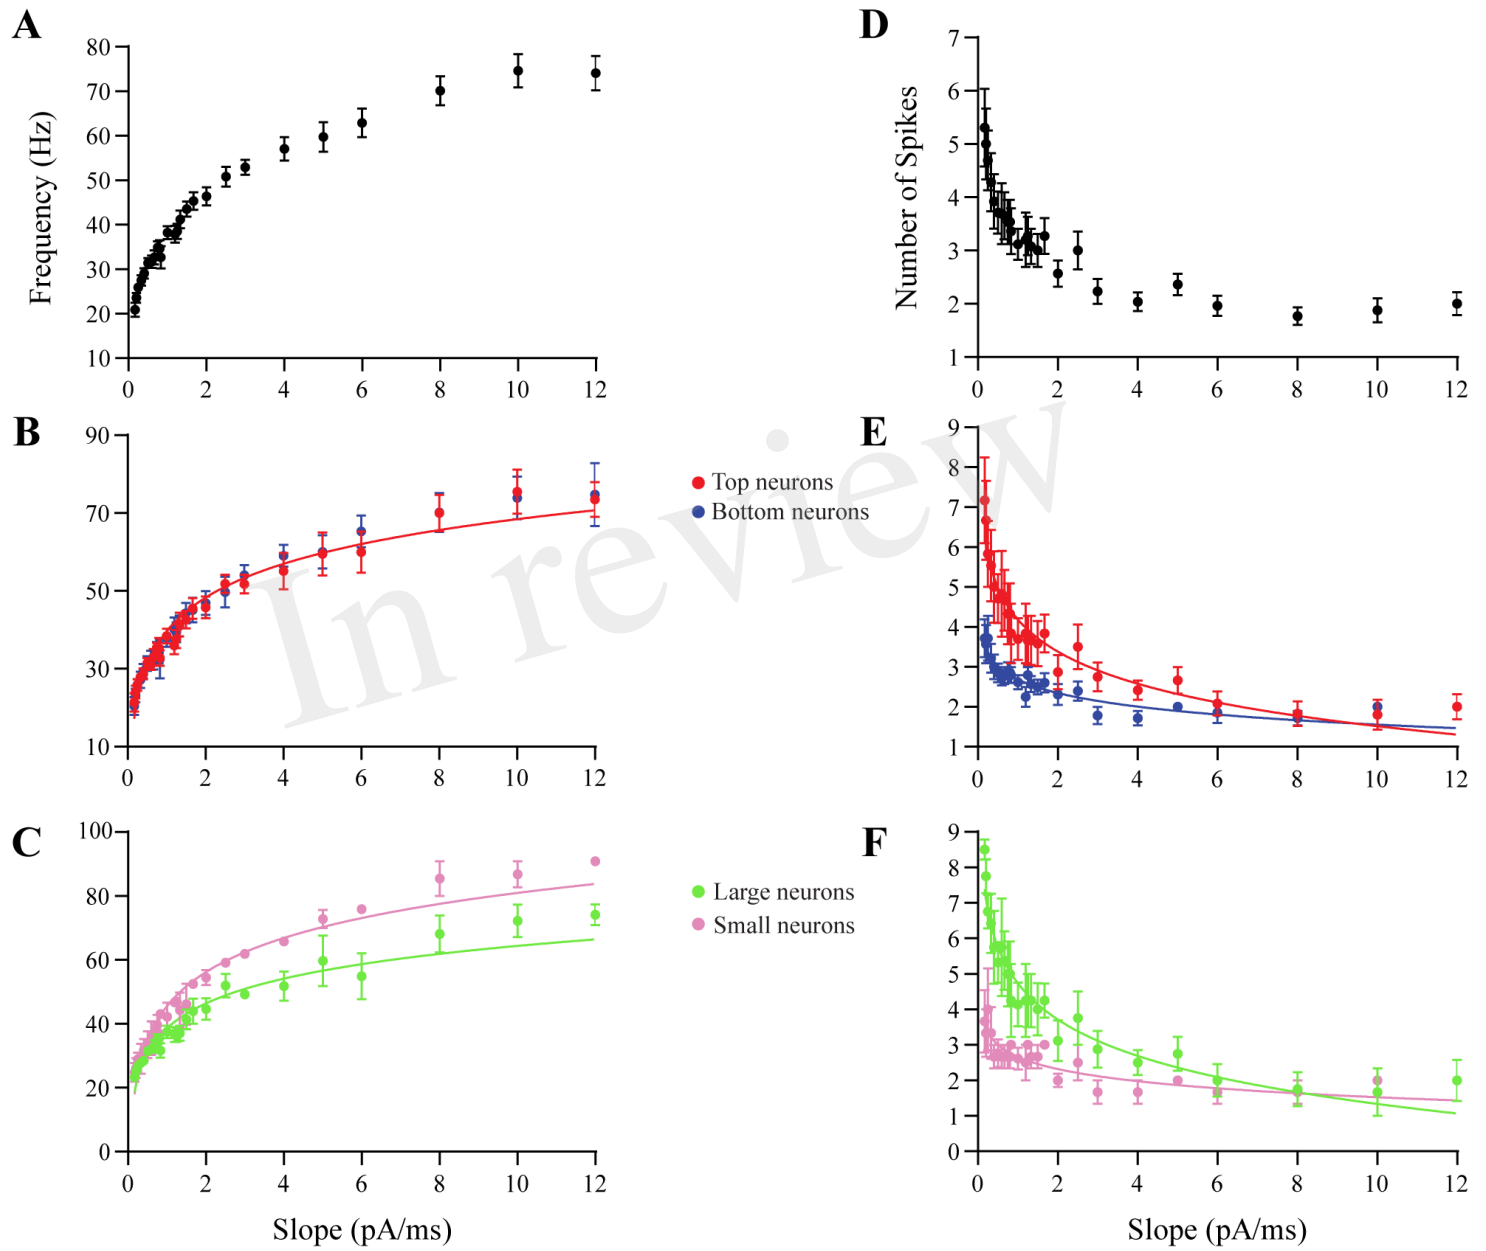 A
80
70
60
50
40
30
20
10
Frequency (Hz)
0 2 4 6 8 10 12
D
7
6
5
4
3
2
1
Number of Spikes
0 2 4 6 8 10 12
B
90
70
50
30
10
0 2 4 6 8 10 12
Top neurons
Bottom neurons
E
9
8
7
6
5
4
3
2
1
0 2 4 6 8 10 12
In review
C
100
80
60
40
20
0
0 2 4 6 8 10 12
Slope (pA/ms)
Large neurons
Small neurons
F
9
8
7
6
5
4
3
2
1
0
0 2 4 6 8 10 12
Slope (pA/ms)